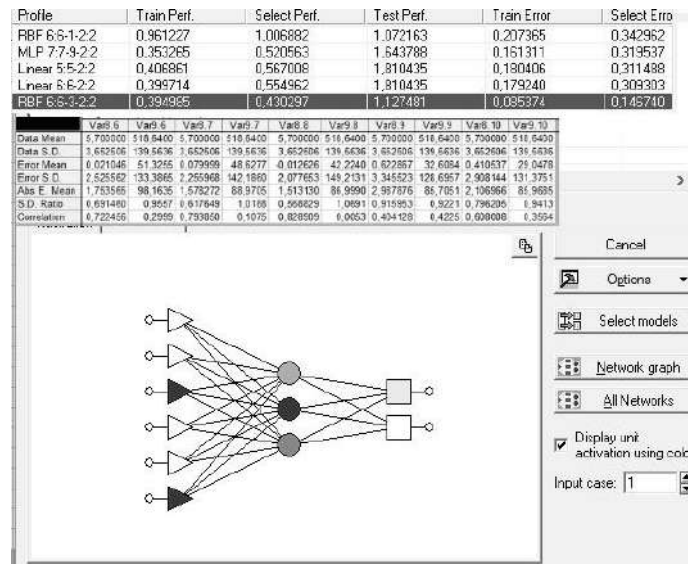 Profile Train Perf. Select Perf. Test Perf. Train Error Select Erro
RBF 6:6-1-2:2 0,961227 1,006882 1,072163 0,207365 0,342962
MLP 7:7-9-2:2 0,353265 0,520563 1,643788 0,161311 0,319537
Linear 5:5-2:2 0,406861 0,567008 1,810435 0,180406 0,311488
Linear 6:6-2:2 0,399714 0,554962 1,810435 0,179240 0,309303
RBF 6:6-3-2:2 0,394985 0,430297 1,127481 0,085374 0,146740
Var8.6 Var9.6 Var8.7 Var9.7 Var8.8 Var9.8 Var8.9 Var9.9 Var8.10 Var9.10
Data Mean 5,700000 518,6400 5,700000 518,6400 5,700000 518,6400 5,700000 518,6400 5,700000 518,6400
Data S.D. 3,652606 139,5636 3,652606 139,5636 3,652606 139,5636 3,652606 139,5636 3,652606 139,5636
Error Mean 0,021046 51,3265 0,079999 48,6277 -0,012626 42,2240 0,622867 32,6084 0,410537 29,0478
Error S.D. 2,525562 133,3865 2,255968 142,1860 2,077653 149,2131 3,345523 128,6957 2,908144 131,3751
Abs E. Mean 1,783565 98,1635 1,578272 88,9705 1,513130 86,9990 2,987876 85,7051 2,106966 85,9685
S.D. Ratio 0,691460 0,9557 0,617649 1,0188 0,568829 1,0691 0,915953 0,9221 0,796205 0,9413
Correlation 0,722456 0,2999 0,793850 0,1075 0,828909 0,0053 0,404128 0,4225 0,608008 0,3564
Cancel
Options
Select models
Network graph
All Networks
Display unit
activation using colo
Input case: 1